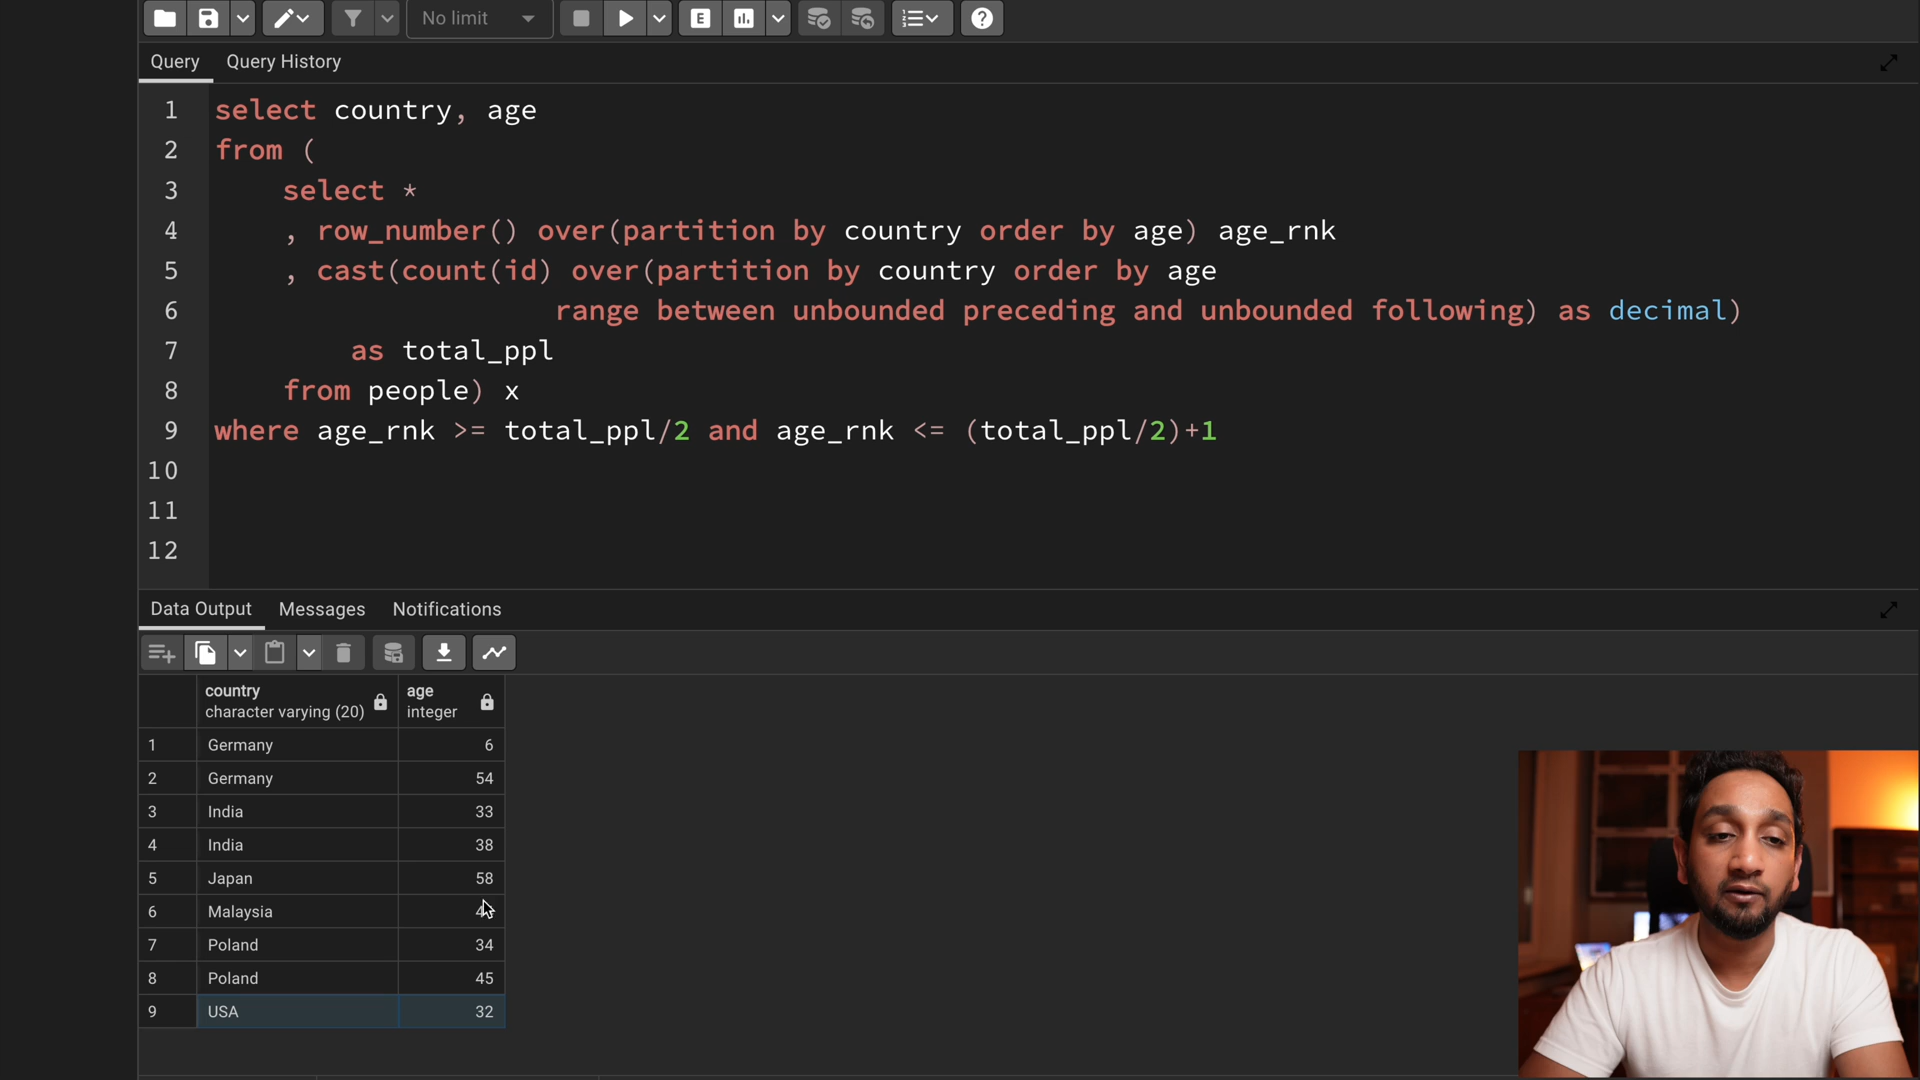 No limit
E
Query Query History
1 select country, age
2 from (
3 select *
4 , row_number() over(partition by country order by age) age_rnk
5 , cast(count(id) over(partition by country order by age
6 range between unbounded preceding and unbounded following) as decimal)
7 as total_ppl
8 from people) x
9 where age_rnk >= total_ppl/2 and age_rnk <= (total_ppl/2)+1
10
11
12
Data Output Messages Notifications
country age
character varying (20) integer
1 Germany 6
2 Germany 54
3 India 33
4 India 38
5 Japan 58
6 Malaysia
7 Poland 34
8 Poland 45
9 USA 32